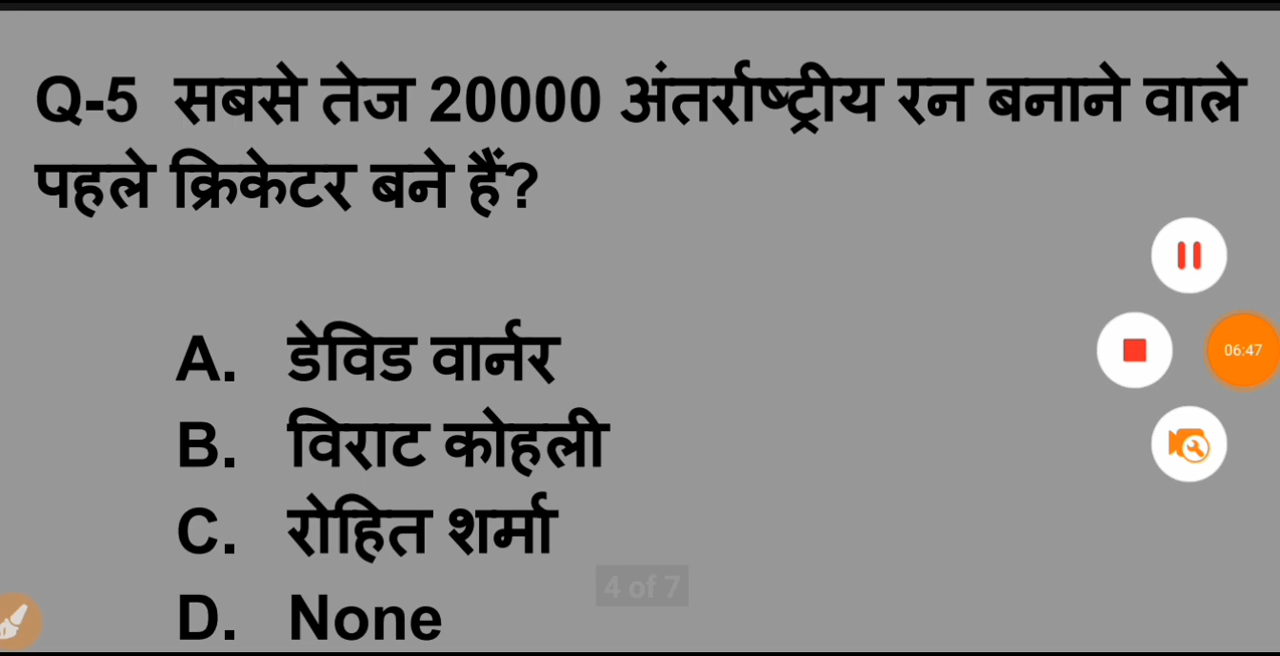 Q-5 सबसे तेज 20000 अंतर्राष्ट्रीय रन बनाने वाले
पहले क्रिकेटर बने हैं?
A. डेविड वार्नर
B. विराट कोहली
C. रोहित शर्मा
D. None
4 of 7
06:47